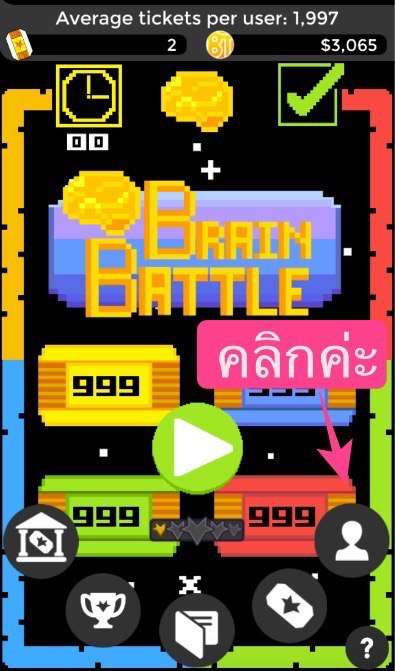 Average tickets per user: 1,997
2
$3,065
00
BRAIN
BATTLE
คลิกค่ะ
999
999
999
999
x
?